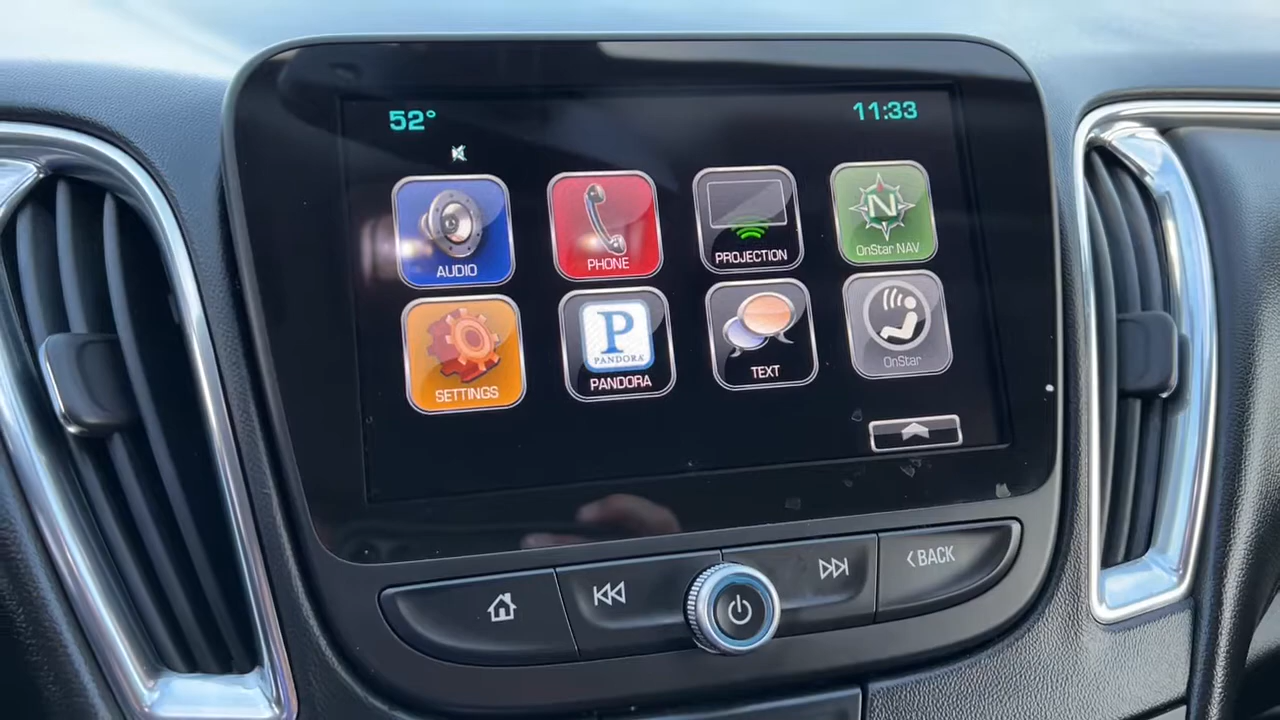 52°
11:33
AUDIO
PHONE
PROJECTION
N
OnStar NAV
SETTINGS
P
PANDORA
PANDORA
TEXT
OnStar
BACK